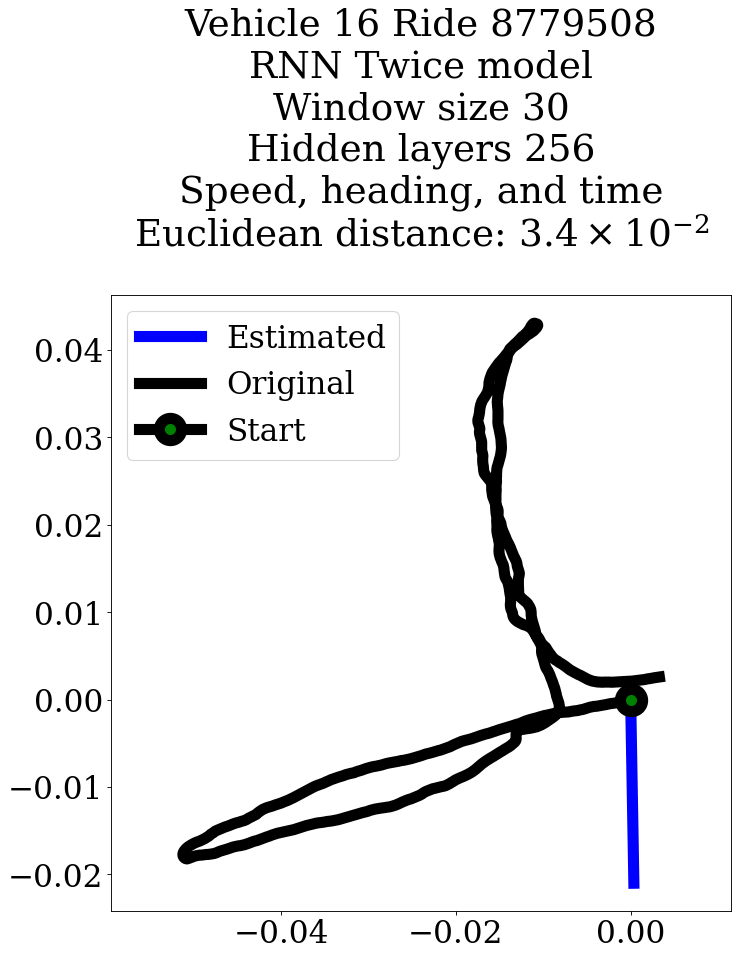 Vehicle 16 Ride 8779508
RNN Twice model
Window size 30
Hidden layers 256
Speed, heading, and time
Euclidean distance: 3.4 × 10⁻²
Estimated
Original
Start
0.04
0.03
0.02
0.01
0.00
−0.01
−0.02
−0.04 −0.02 0.00